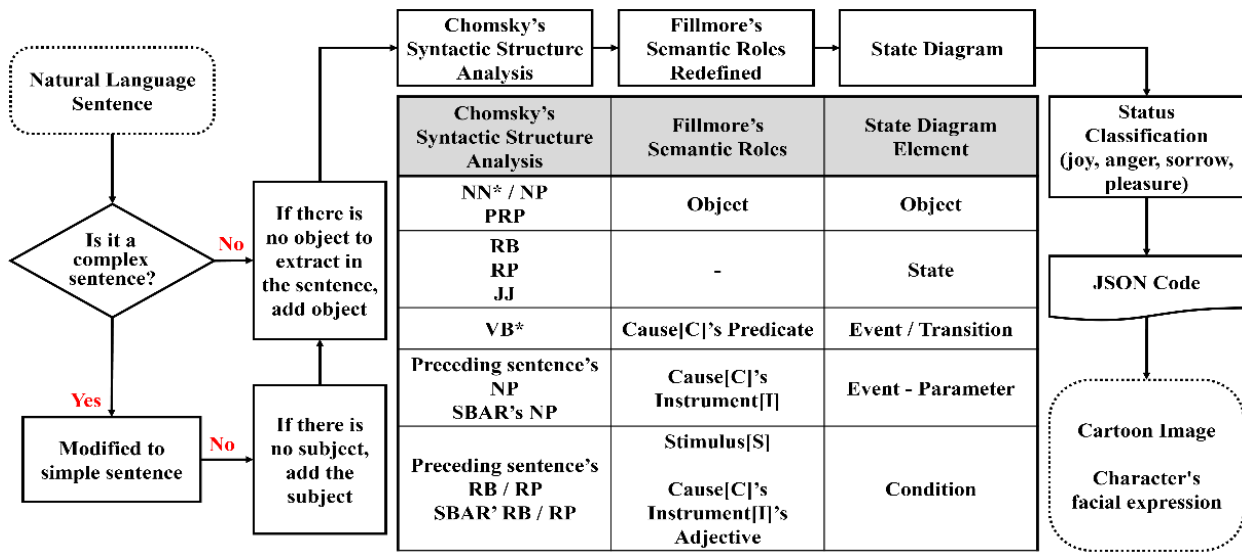 Natural Language
Sentence
Is it a
complex
sentence?
No
Yes
Modified to
simple sentence
No
If there is
no subject,
add the
subject
If there is
no object to
extract in
the sentence,
add object
Chomsky's
Syntactic Structure
Analysis
Fillmore's
Semantic Roles
Redefined
State Diagram
Chomsky's
Syntactic Structure
Analysis
Fillmore's
Semantic Roles
State Diagram
Element
NN* / NP
PRP
Object
Object
RB
RP
JJ
-
State
VB*
Cause[C]'s Predicate
Event / Transition
Preceding sentence's
NP
SBAR's NP
Cause[C]'s
Instrument[I]
Event - Parameter
Preceding sentence's
RB / RP
SBAR' RB / RP
Stimulus[S]
Cause[C]'s
Instrument[I]'s
Adjective
Condition
Status
Classification
(joy, anger, sorrow,
pleasure)
JSON Code
Cartoon Image
Character's
facial expression